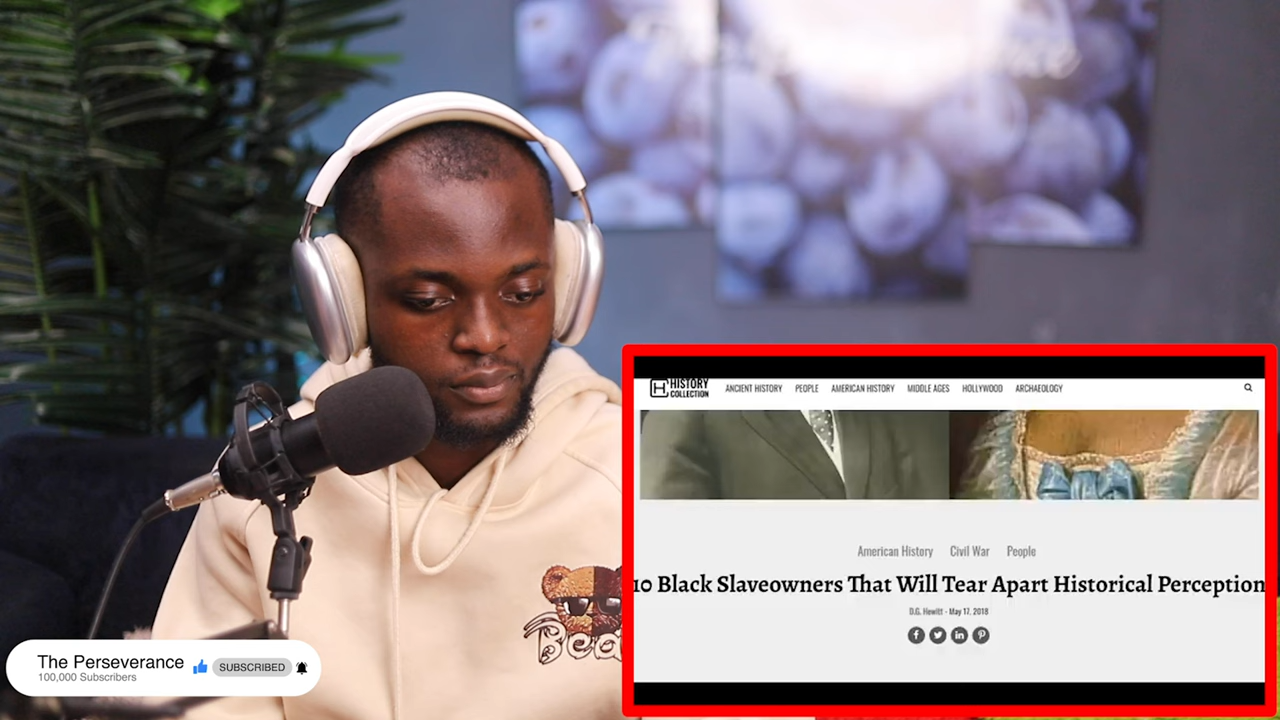 HISTORY
COLLECTION
ANCIENT HISTORY PEOPLE AMERICAN HISTORY MIDDLE AGES HOLLYWOOD ARCHAEOLOGY
American History Civil War People
10 Black Slaveowners That Will Tear Apart Historical Perception
D.G. Hewitt - May 17, 2018
Bea
The Perseverance
SUBSCRIBED
100,000 Subscribers